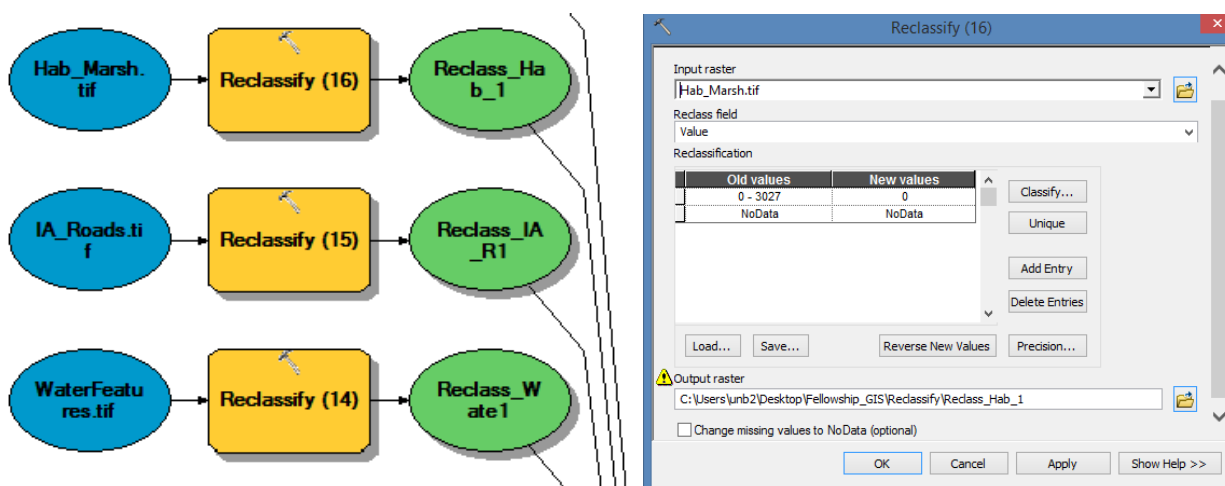 Hab_Marsh.
tif
Reclassify (16)
Reclass_Ha
b_1
IA_Roads.ti
f
Reclassify (15)
Reclass_IA
_R1
WaterFeatu
res.tif
Reclassify (14)
Reclass_W
ate1
Reclassify (16)
Input raster
Hab_Marsh.tif
Reclass field
Value
Reclassification
Old values New values
0 - 3027 0
NoData NoData
Classify...
Unique
Add Entry
Delete Entries
Load... Save... Reverse New Values Precision...
Output raster
C:\Users\unb2\Desktop\Fellowship_GIS\Reclassify\Reclass_Hab_1
Change missing values to NoData (optional)
OK Cancel Apply Show Help >>